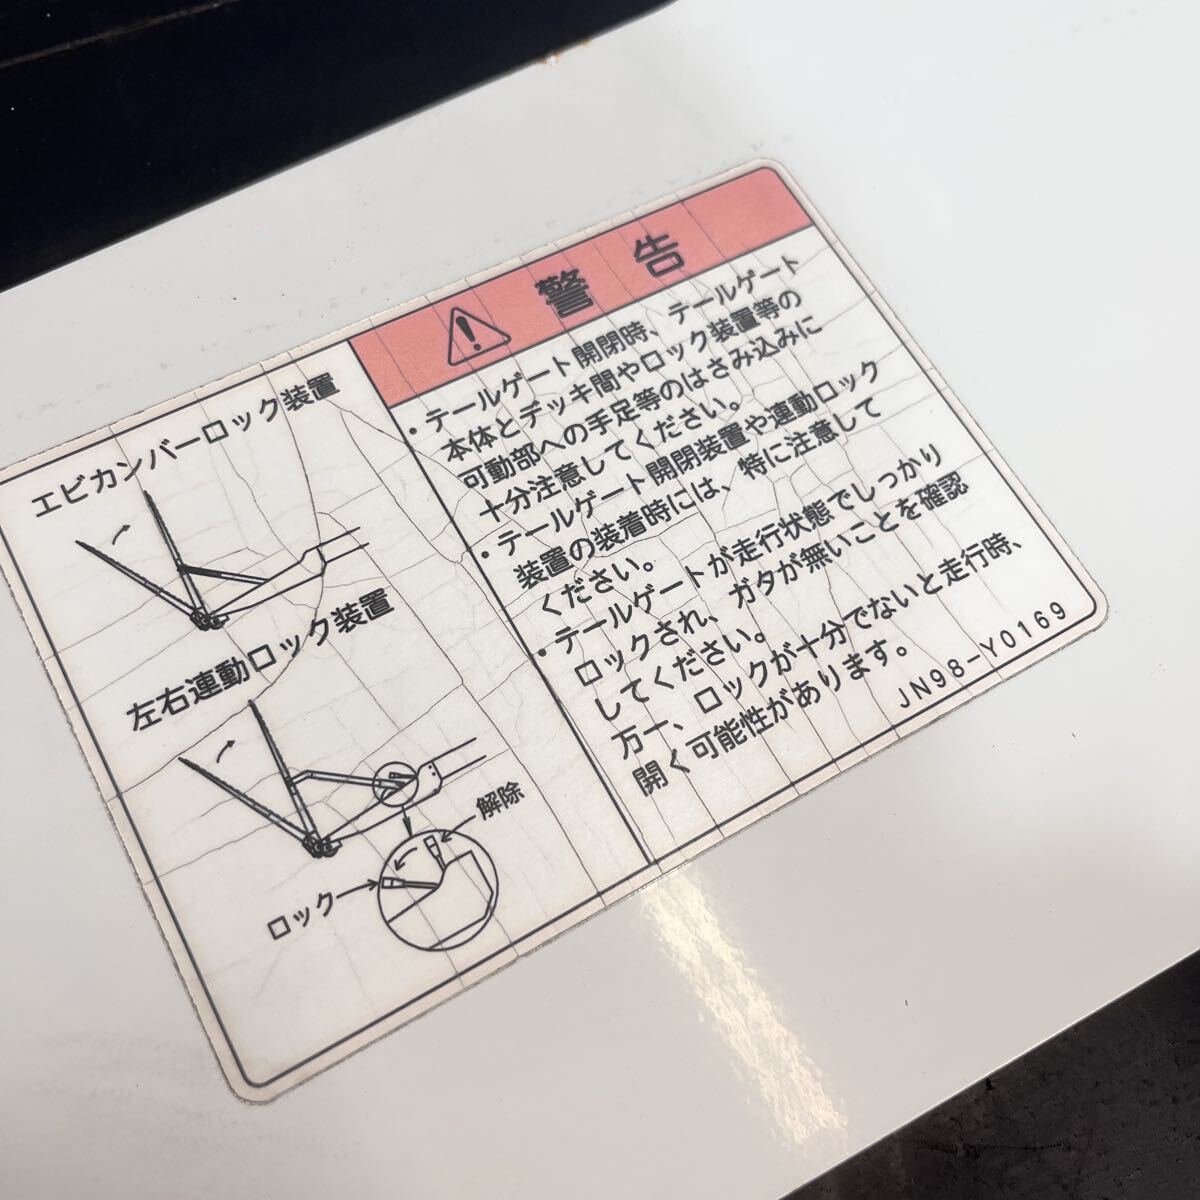 警告
エビカンバーロック装置
左右連動ロック装置
解除
ロック
・テールゲート開閉時、テールゲート
本体とデッキ間やロック装置等の
可動部への手足等のはさみ込みに
十分注意してください。
・テールゲート開閉装置や連動ロック
装置の装着時には、特に注意して
ください。
・テールゲートが走行状態でしっかり
ロックされ、ガタが無いことを確認
してください。
万一、ロックが十分でないと走行時、
開く可能性があります。
JN98-Y0169